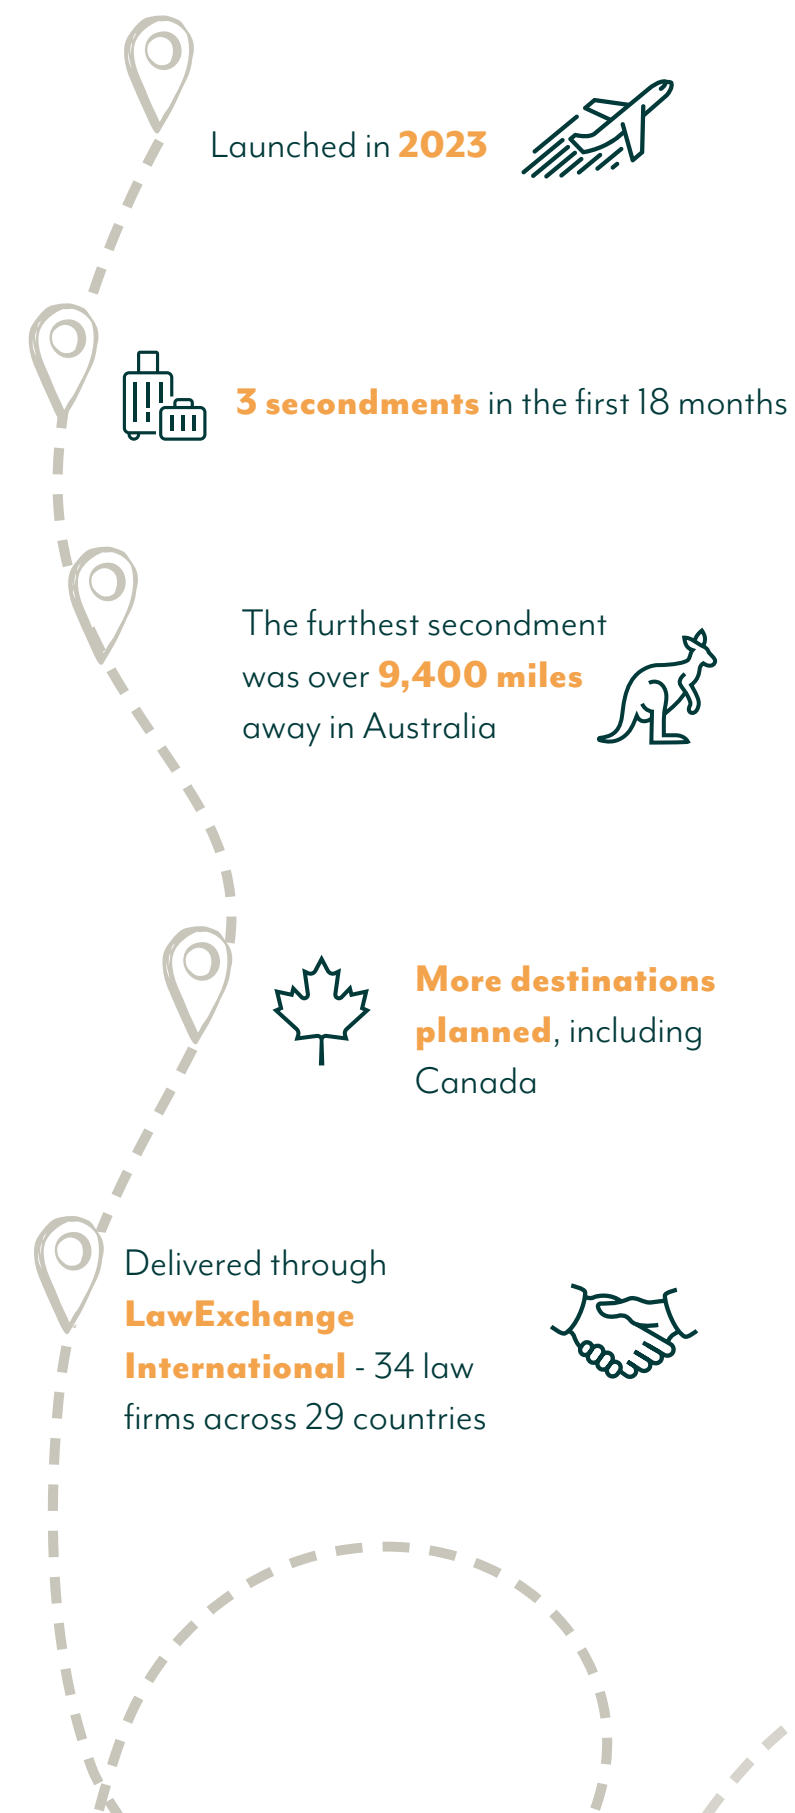 Launched in 2023
3 secondments in the first 18 months
The furthest secondment
was over 9,400 miles
away in Australia
More destinations
planned, including
Canada
Delivered through
LawExchange
International - 34 law
firms across 29 countries